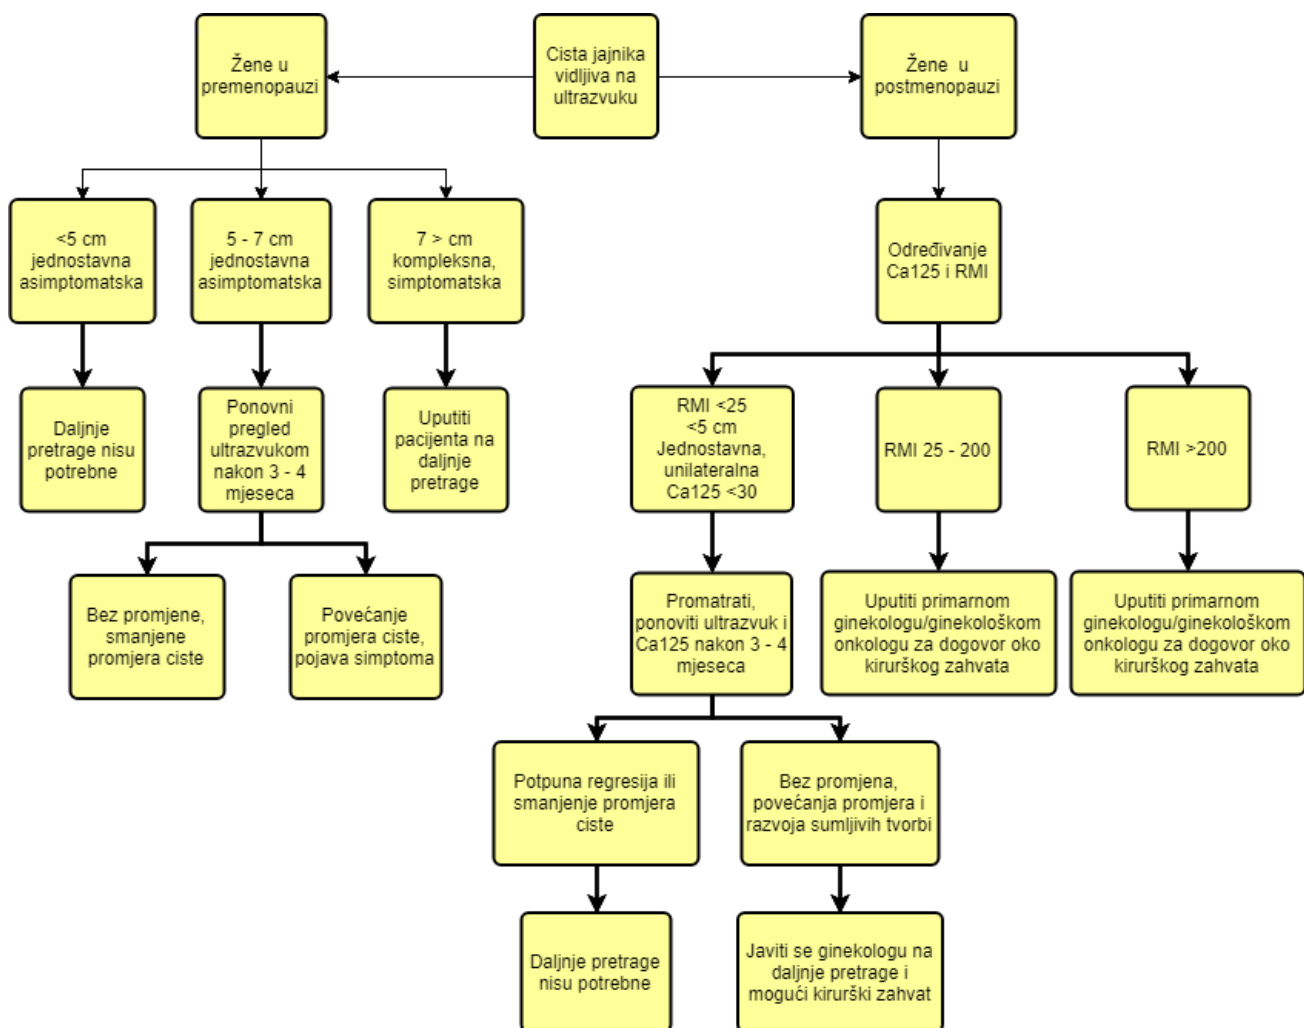 Žene u
premenopauzi
Cista jajnika
vidljiva na
ultrazvuku
Žene u
postmenopauzi
<5 cm
jednostavna
asimptomatska
5 - 7 cm
jednostavna
asimptomatska
7 > cm
kompleksna,
simptomatska
Određivanje
Ca125 i RMI
Daljnje
pretrage nisu
potrebne
Ponovni
pregled
ultrazvukom
nakon 3 - 4
mjeseca
Uputiti
pacijenta na
daljnje
pretrage
RMI <25
<5 cm
Jednostavna,
unilateralna
Ca125 <30
RMI 25 - 200
RMI >200
Bez promjene,
smanjene
promjera ciste
Povećanje
promjera ciste,
pojava simptoma
Promatrati,
ponoviti ultrazvuk i
Ca125 nakon 3 - 4
mjeseca
Uputiti primarnom
ginekologu/ginekološkom
onkologu za dogovor oko
kirurškog zahvata
Uputiti primarnom
ginekologu/ginekološkom
onkologu za dogovor oko
kirurškog zahvata
Potpuna regresija ili
smanjenje promjera
ciste
Bez promjena,
povećanja promjera i
razvoja sumljivih tvorbi
Daljnje pretrage
nisu potrebne
Javiti se ginekologu na
daljnje pretrage i
mogući kirurški zahvat